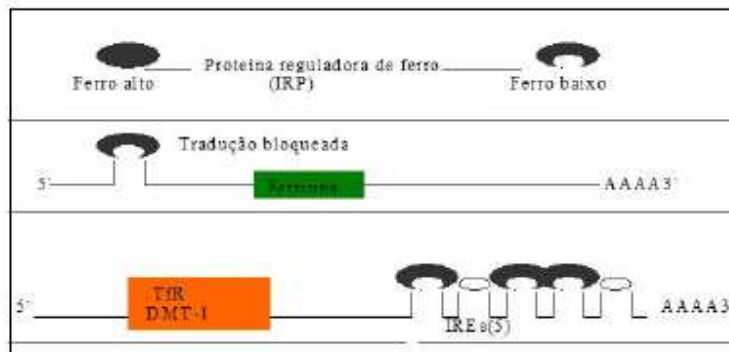 Proteina reguladora de ferro
Ferro alto (IRP) Ferro baixo
Tradução bloqueada
5` Ferritina AAAA3`
TfR
DMT-1
5` IREs(5) AAAA3